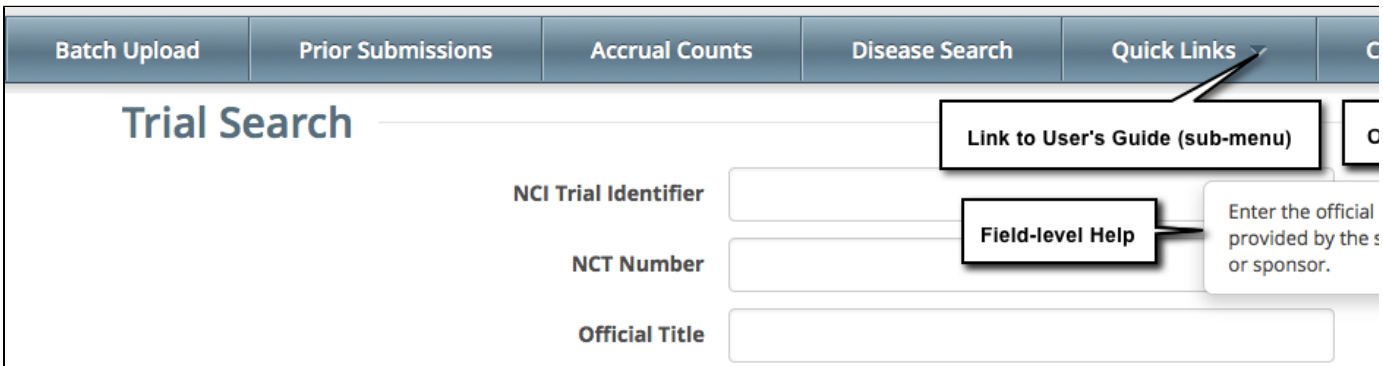 Batch Upload Prior Submissions Accrual Counts Disease Search Quick Links C
Trial Search
Link to User's Guide (sub-menu)
O
NCI Trial Identifier
Field-level Help
Enter the official
provided by the s
or sponsor.
NCT Number
Official Title